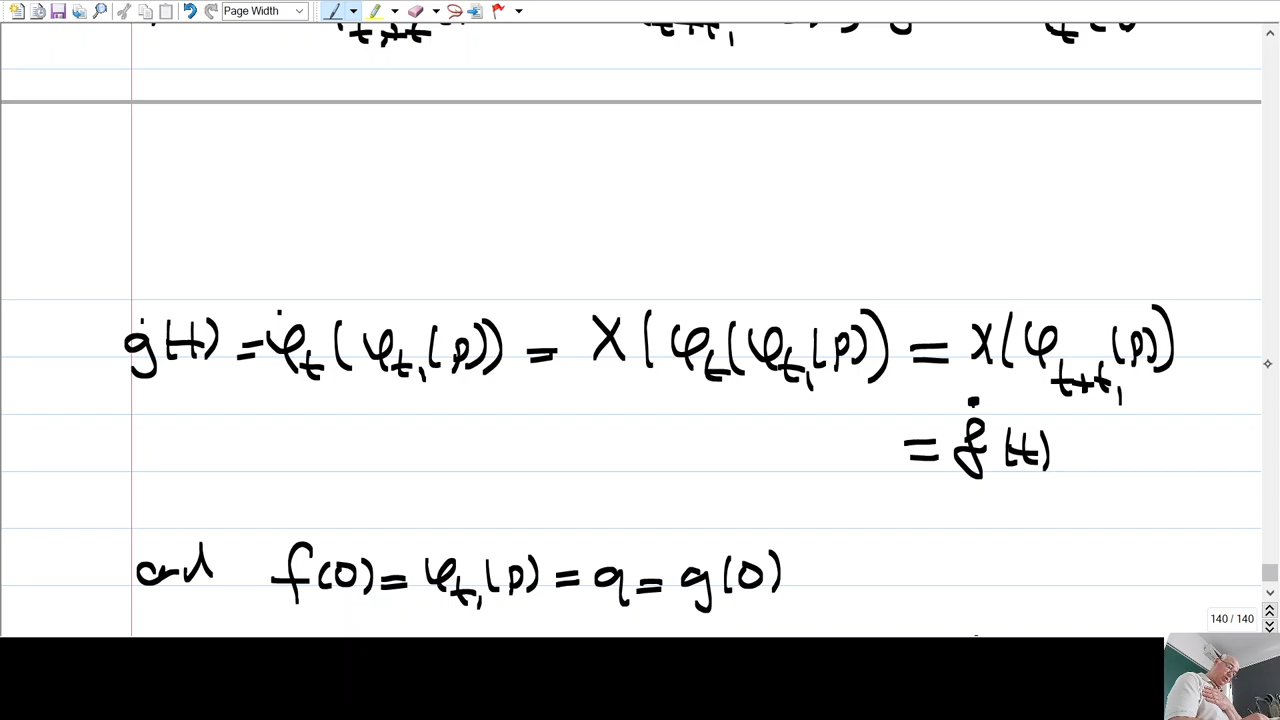 Page Width
ġ(t) = φ̇_t(φ_{t_1}(p)) = X(φ_t(φ_{t_1}(p)) = X(φ_{t+t_1}(p))
= ḟ(t)
and f(0) = φ_{t_1}(p) = q = g(0)
140 / 140